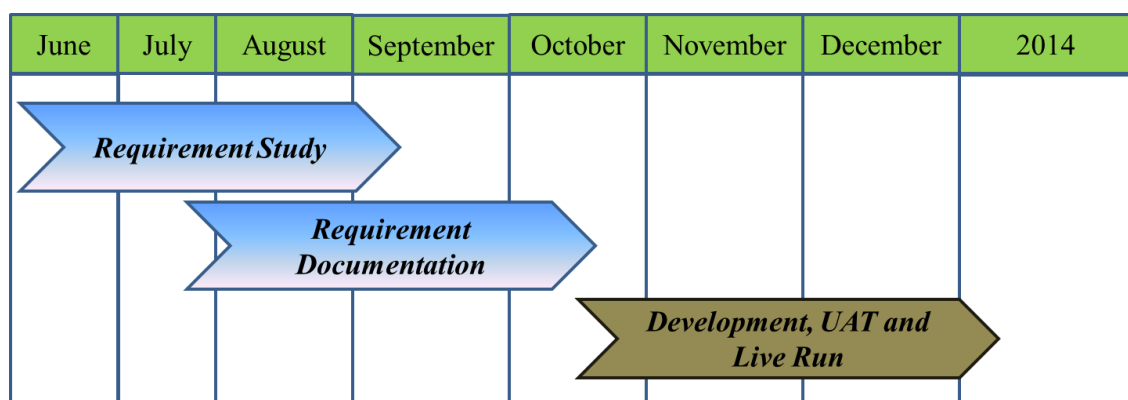 June July August September October November December 2014
Requirement Study
Requirement
Documentation
Development, UAT and
Live Run